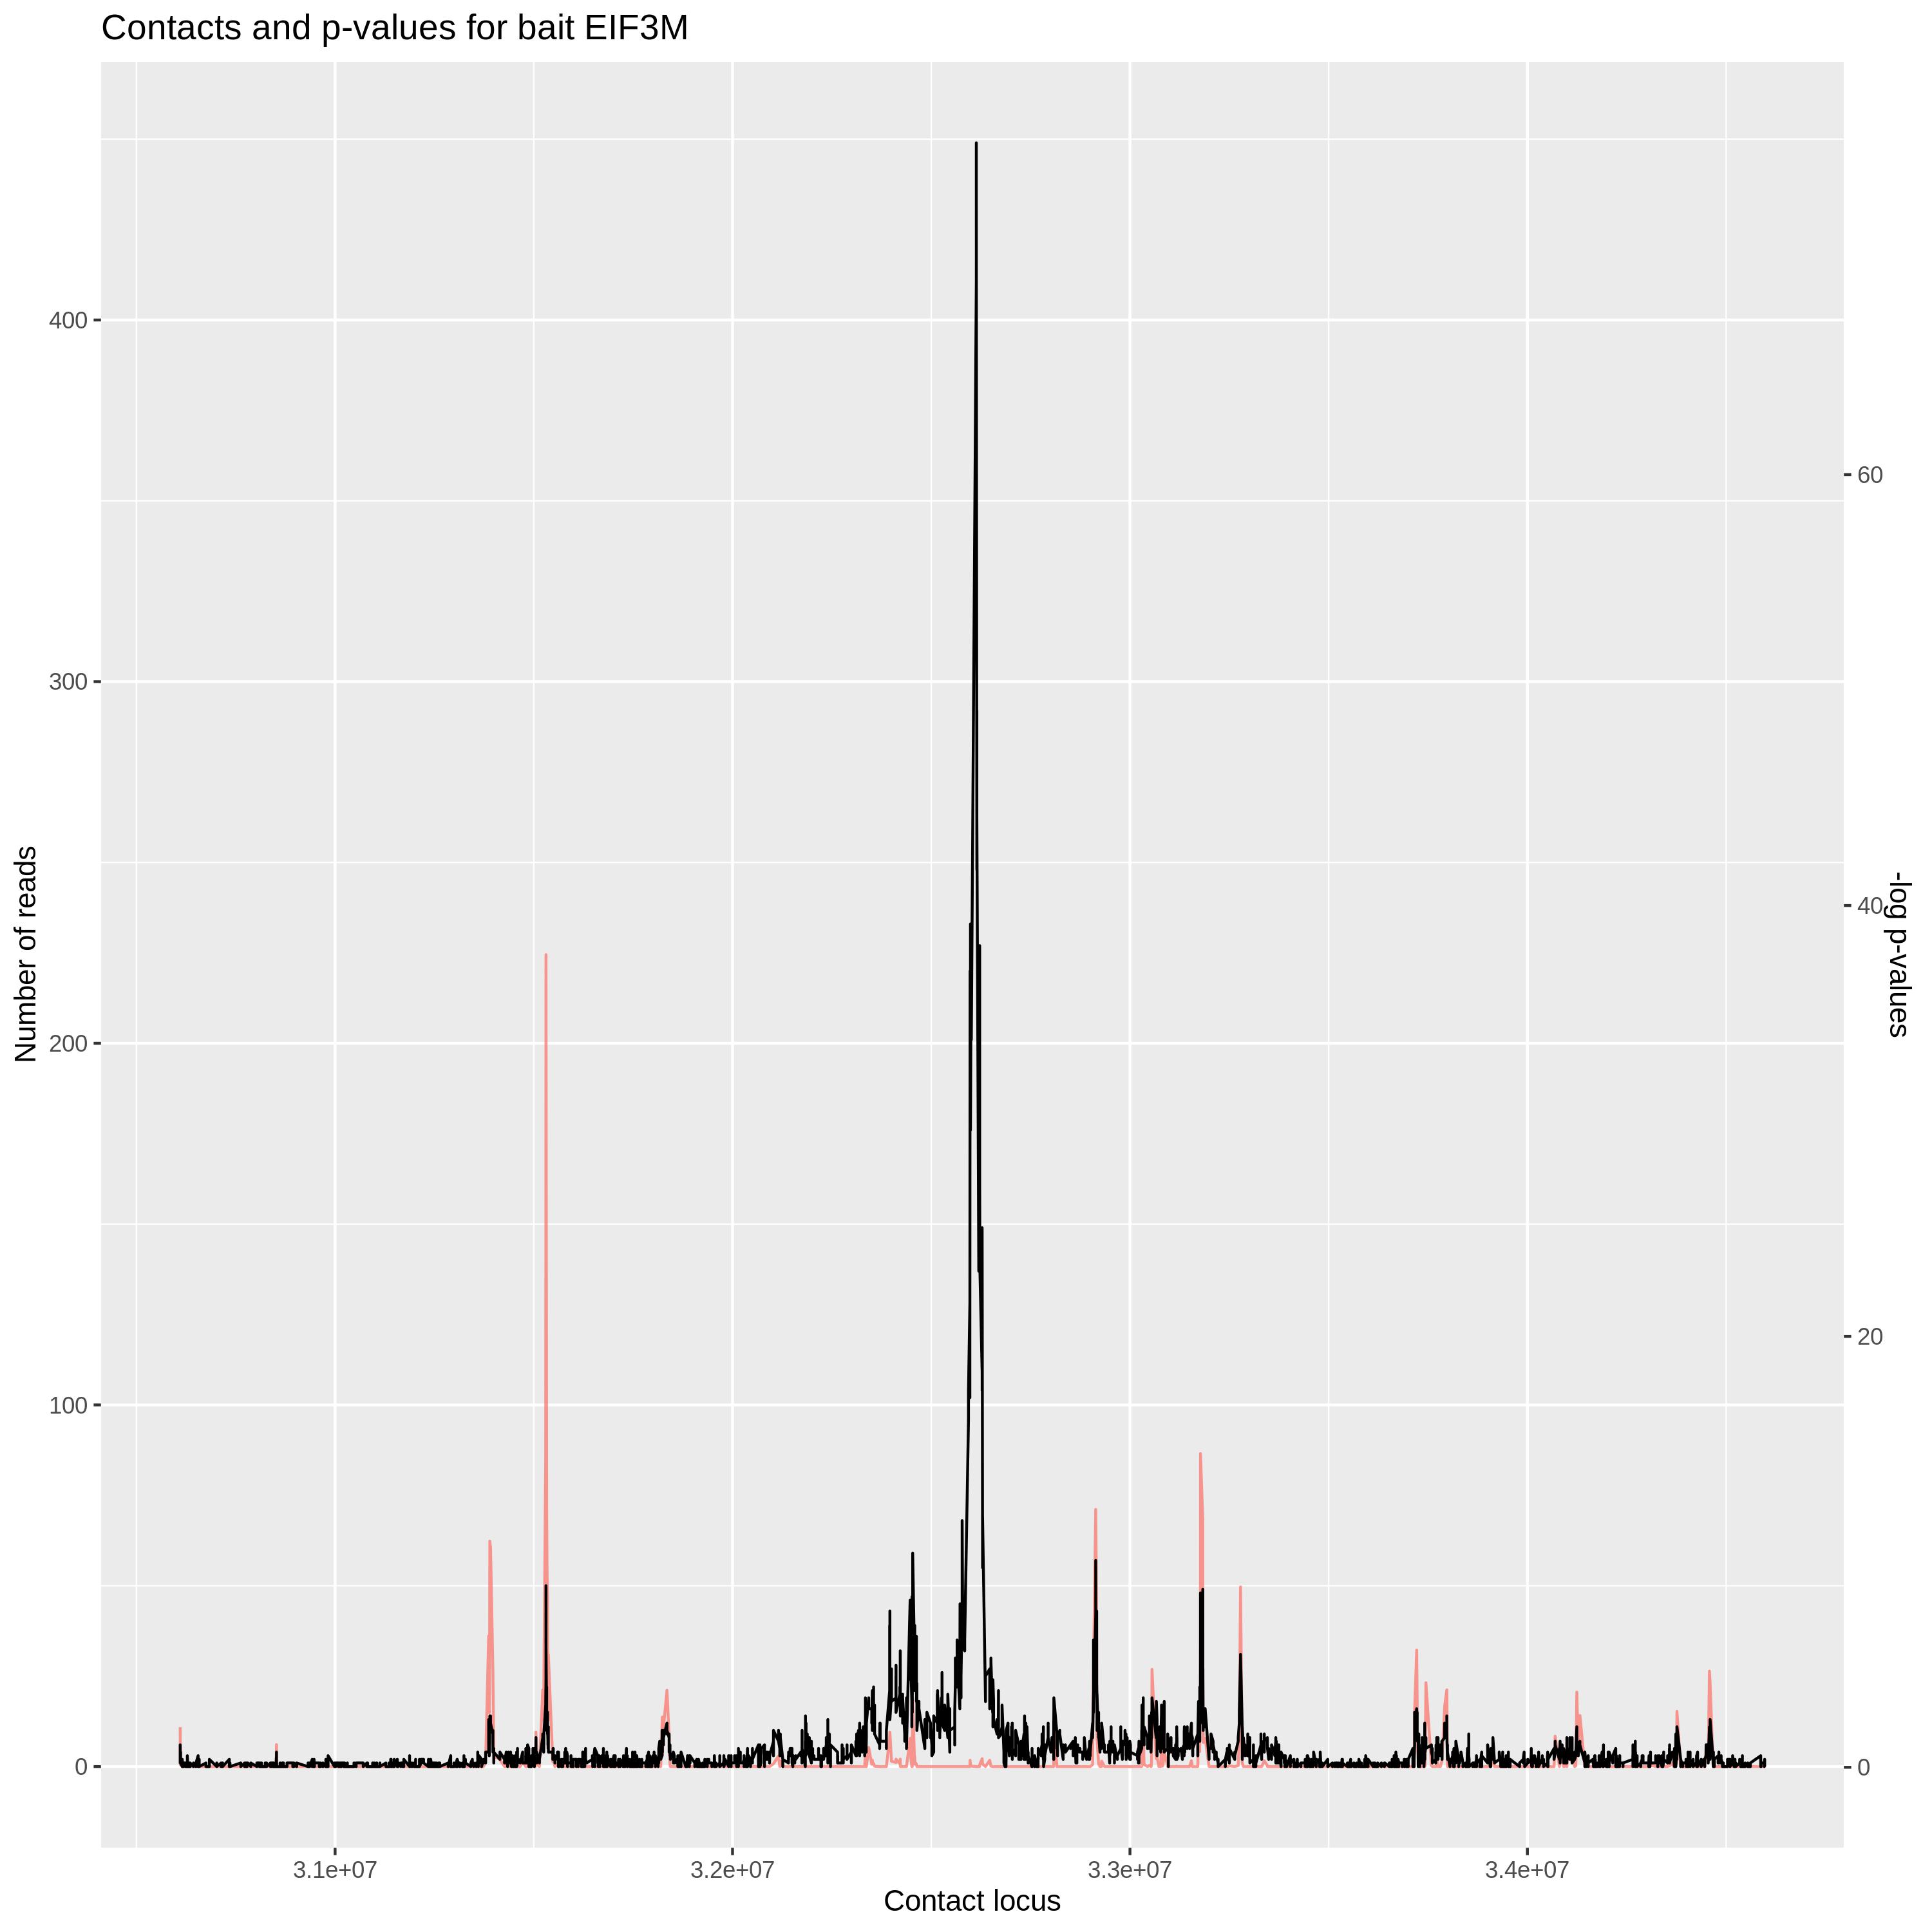 Contacts and p-values for bait EIF3M
Number of reads
400
300
200
100
0
60
40
20
0
-log p-values
3.1e+07
3.2e+07
3.3e+07
3.4e+07
Contact locus